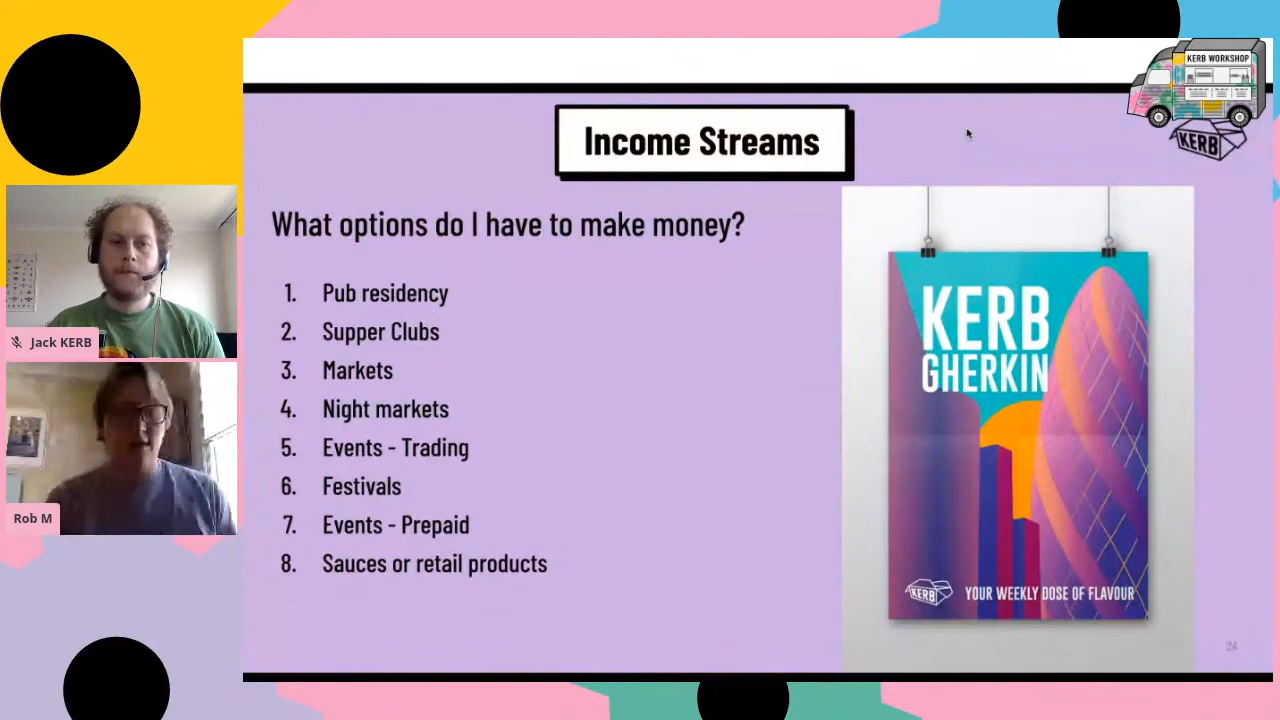 KERB WORKSHOP
KERB
Income Streams
What options do I have to make money?
1. Pub residency
2. Supper Clubs
3. Markets
4. Night markets
5. Events - Trading
6. Festivals
7. Events - Prepaid
8. Sauces or retail products
KERB
GHERKIN
KERB
YOUR WEEKLY DOSE OF FLAVOUR
24
Jack KERB
Rob M